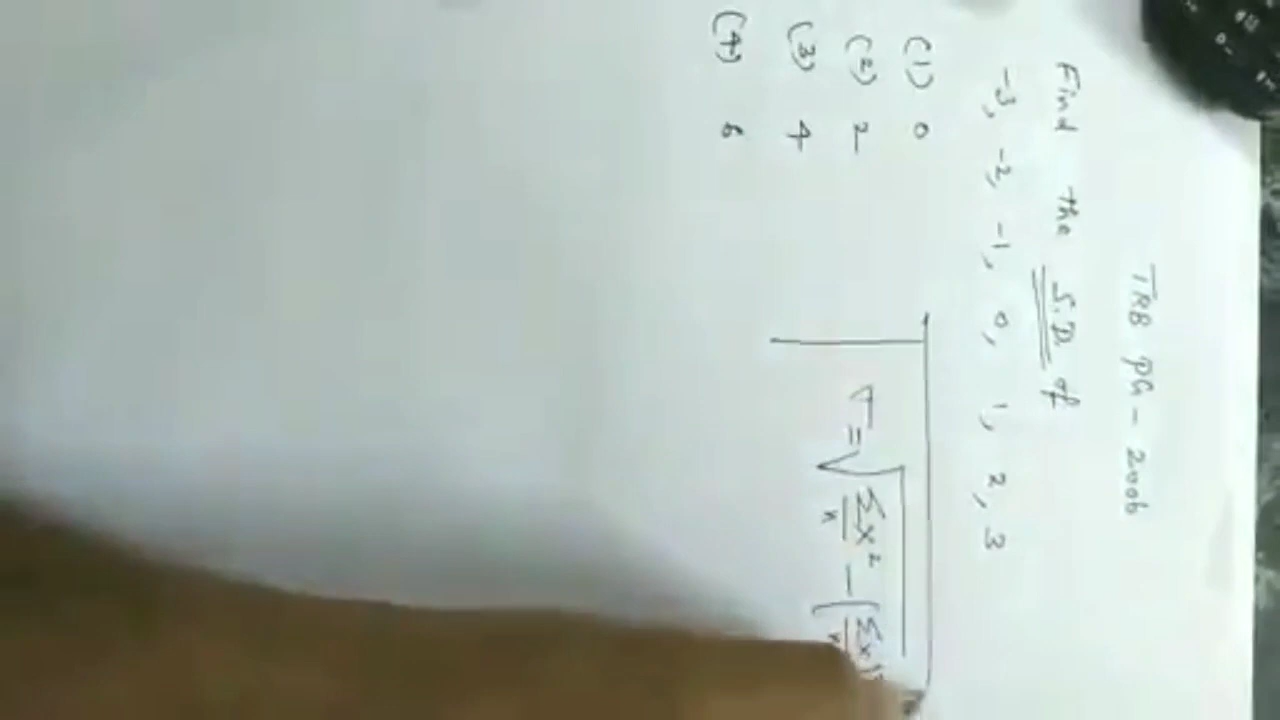 TRB PG - 2006
Find the S.D. of
-3, -2, -1, 0, 1, 2, 3
(1) 0
(2) 2
(3) 4
(4) 6
σ = √ Σx²/n - (Σx/n)²